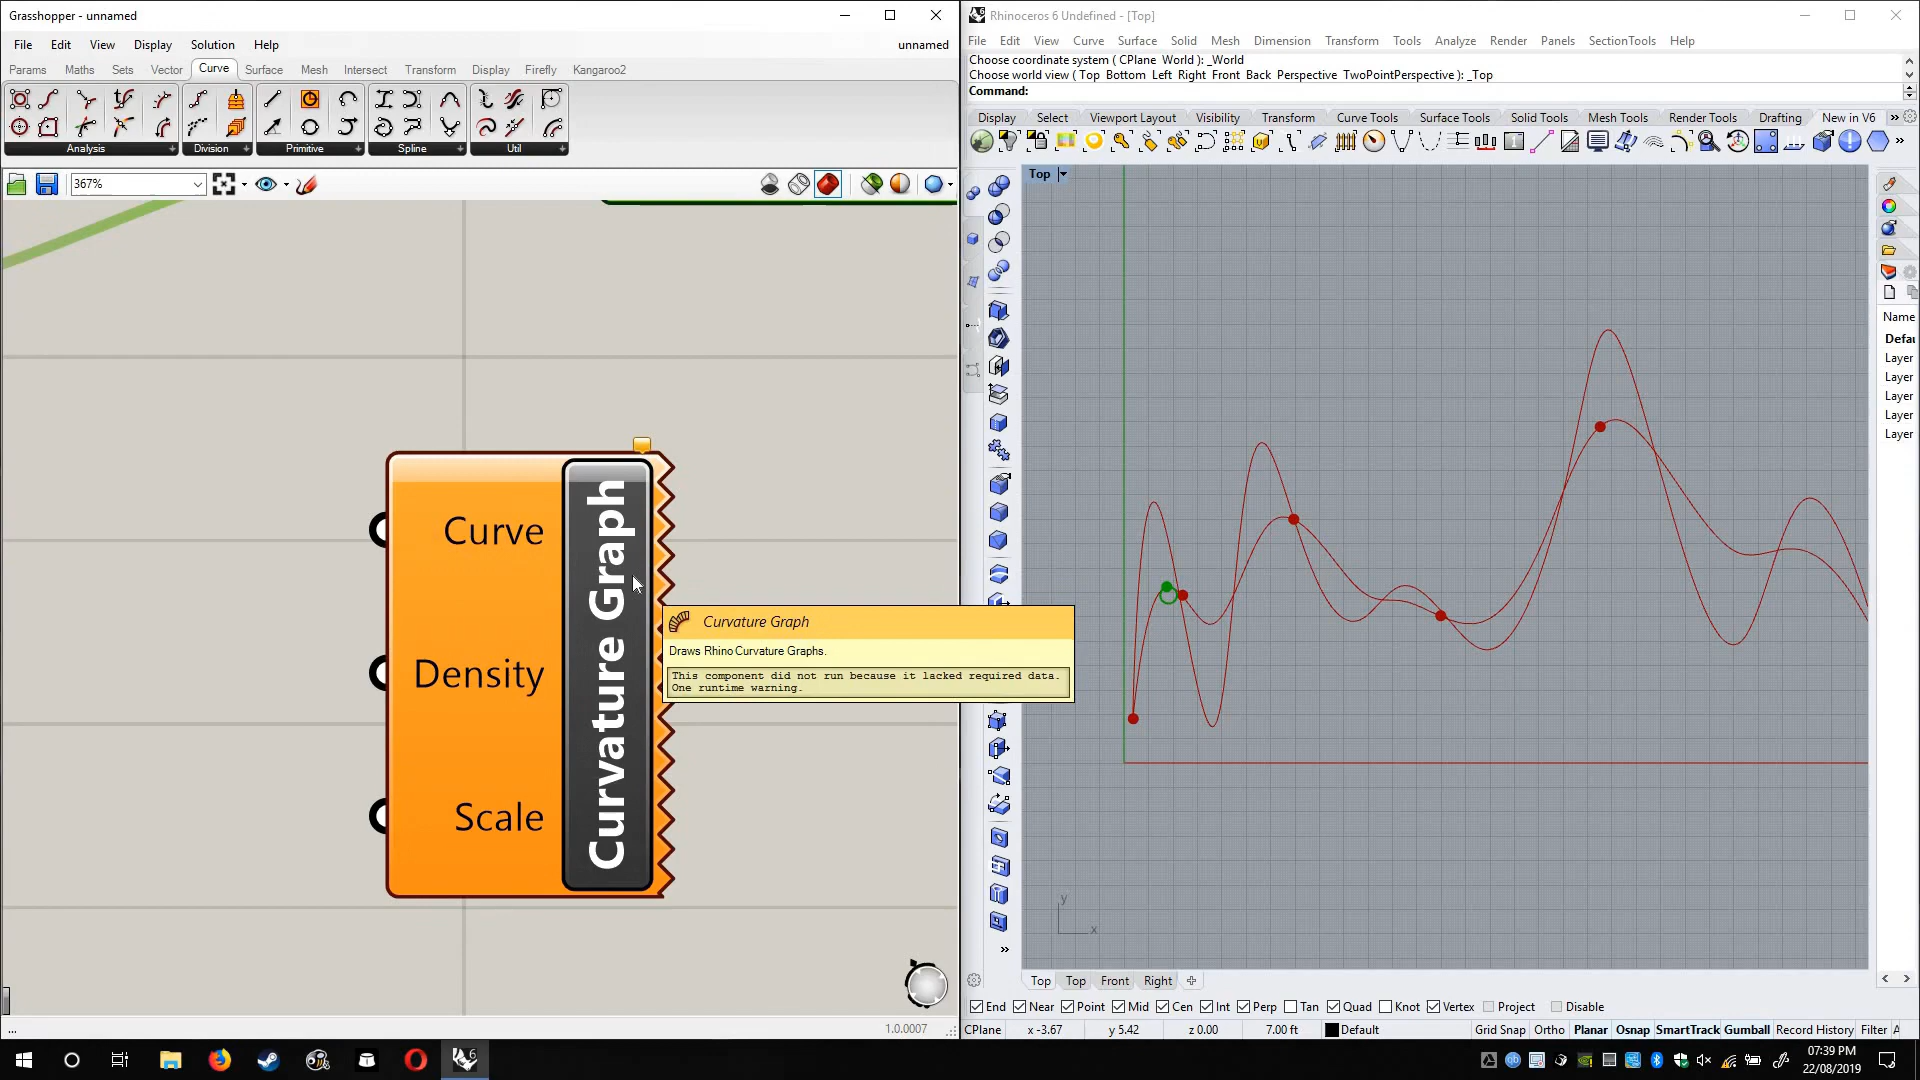 Grasshopper - unnamed
File Edit View Display Solution Help
unnamed
Params Maths Sets Vector Curve Surface Mesh Intersect Transform Display Firefly Kangaroo2
Analysis Division Primitive Spline Util
367%
Curve
Density
Scale
Curvature Graph
Curvature Graph
Draws Rhino Curvature Graphs.
This component did not run because it lacked required data.
One runtime warning.
...
1.0.0007
Rhinoceros 6 Undefined - [Top]
File Edit View Curve Surface Solid Mesh Dimension Transform Tools Analyze Render Panels SectionTools Help
Choose coordinate system ( CPlane World ): _World
Choose world view ( Top Bottom Left Right Front Back Perspective TwoPointPerspective ): _Top
Command:
Display Select Viewport Layout Visibility Transform Curve Tools Surface Tools Solid Tools Mesh Tools Render Tools Drafting New in V6 »
»
Top
Name
Defau
Layer
Layer
Layer
Layer
Layer
y
x
»
Top Top Front Right
End Near Point Mid Cen Int Perp Tan Quad Knot Vertex Project Disable
CPlane x -3.67 y 5.42 z 0.00 7.00 ft Default Grid Snap Ortho Planar Osnap SmartTrack Gumball Record History Filter A
6
07:39 PM
22/08/2019